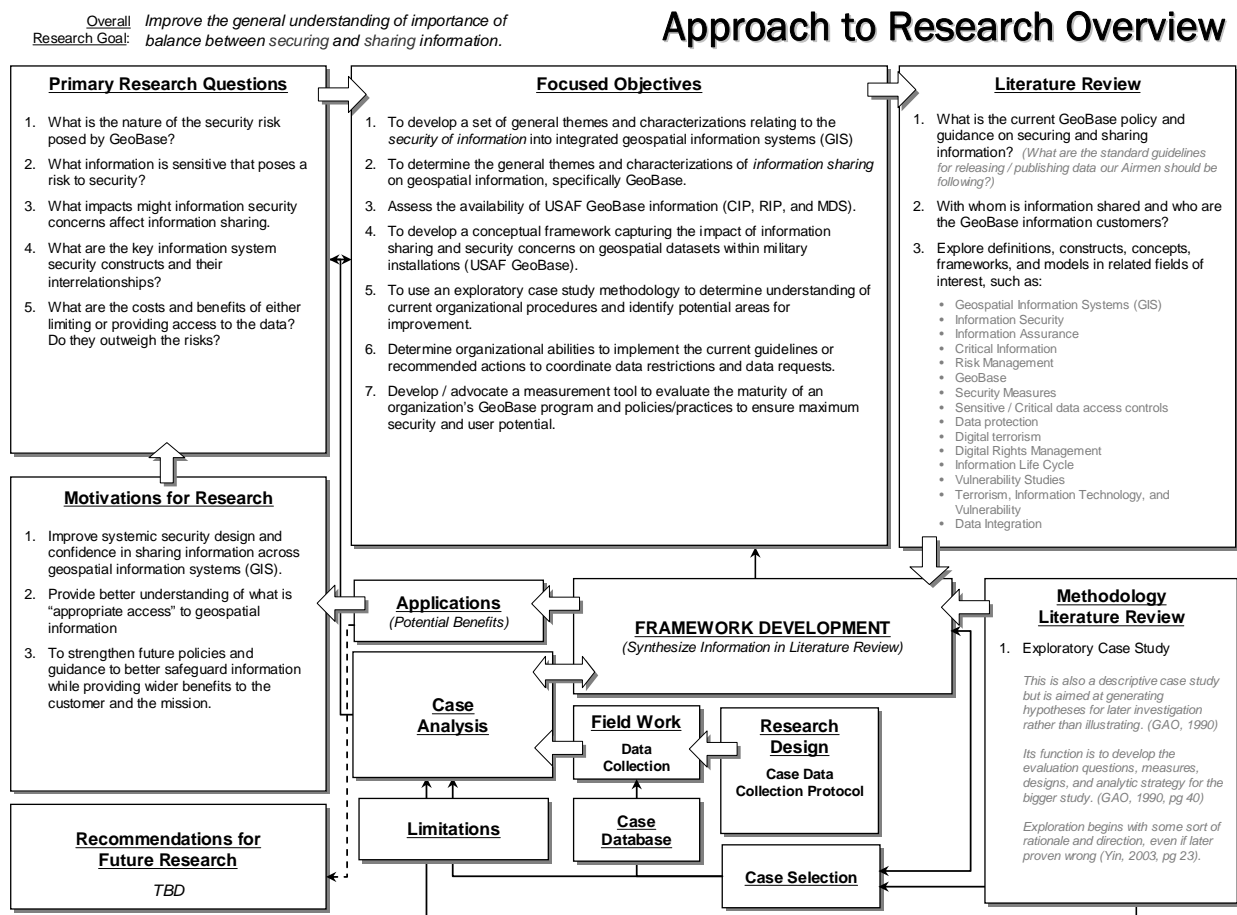 Overall
Research Goal:
Improve the general understanding of importance of
balance between securing and sharing information.
Approach to Research Overview
Primary Research Questions
1. What is the nature of the security risk
posed by GeoBase?
2. What information is sensitive that poses a
risk to security?
3. What impacts might information security
concerns affect information sharing.
4. What are the key information system
security constructs and their
interrelationships?
5. What are the costs and benefits of either
limiting or providing access to the data?
Do they outweigh the risks?
Focused Objectives
1. To develop a set of general themes and characterizations relating to the
security of information into integrated geospatial information systems (GIS)
2. To determine the general themes and characterizations of information sharing
on geospatial information, specifically GeoBase.
3. Assess the availability of USAF GeoBase information (CIP, RIP, and MDS).
4. To develop a conceptual framework capturing the impact of information
sharing and security concerns on geospatial datasets within military
installations (USAF GeoBase).
5. To use an exploratory case study methodology to determine understanding of
current organizational procedures and identify potential areas for
improvement.
6. Determine organizational abilities to implement the current guidelines or
recommended actions to coordinate data restrictions and data requests.
7. Develop / advocate a measurement tool to evaluate the maturity of an
organization's GeoBase program and policies/practices to ensure maximum
security and user potential.
Literature Review
1. What is the current GeoBase policy and
guidance on securing and sharing
information? (What are the standard guidelines
for releasing / publishing data our Airmen should be
following?)
2. With whom is information shared and who are
the GeoBase information customers?
3. Explore definitions, constructs, concepts,
frameworks, and models in related fields of
interest, such as:
• Geospatial Information Systems (GIS)
• Information Security
• Information Assurance
• Critical Information
• Risk Management
• GeoBase
• Security Measures
• Sensitive / Critical data access controls
• Data protection
• Digital terrorism
• Digital Rights Management
• Information Life Cycle
• Vulnerability Studies
• Terrorism, Information Technology, and
Vulnerability
• Data Integration
Motivations for Research
1. Improve systemic security design and
confidence in sharing information across
geospatial information systems (GIS).
2. Provide better understanding of what is
“appropriate access” to geospatial
information
3. To strengthen future policies and
guidance to better safeguard information
while providing wider benefits to the
customer and the mission.
Applications
(Potential Benefits)
FRAMEWORK DEVELOPMENT
(Synthesize Information in Literature Review)
Methodology
Literature Review
1. Exploratory Case Study
This is also a descriptive case study
but is aimed at generating
hypotheses for later investigation
rather than illustrating. (GAO, 1990)
Its function is to develop the
evaluation questions, measures,
designs, and analytic strategy for the
bigger study. (GAO, 1990, pg 40)
Exploration begins with some sort of
rationale and direction, even if later
proven wrong (Yin, 2003, pg 23).
Case
Analysis
Field Work
Data
Collection
Research
Design
Case Data
Collection Protocol
Recommendations for
Future Research
TBD
Limitations
Case
Database
Case Selection